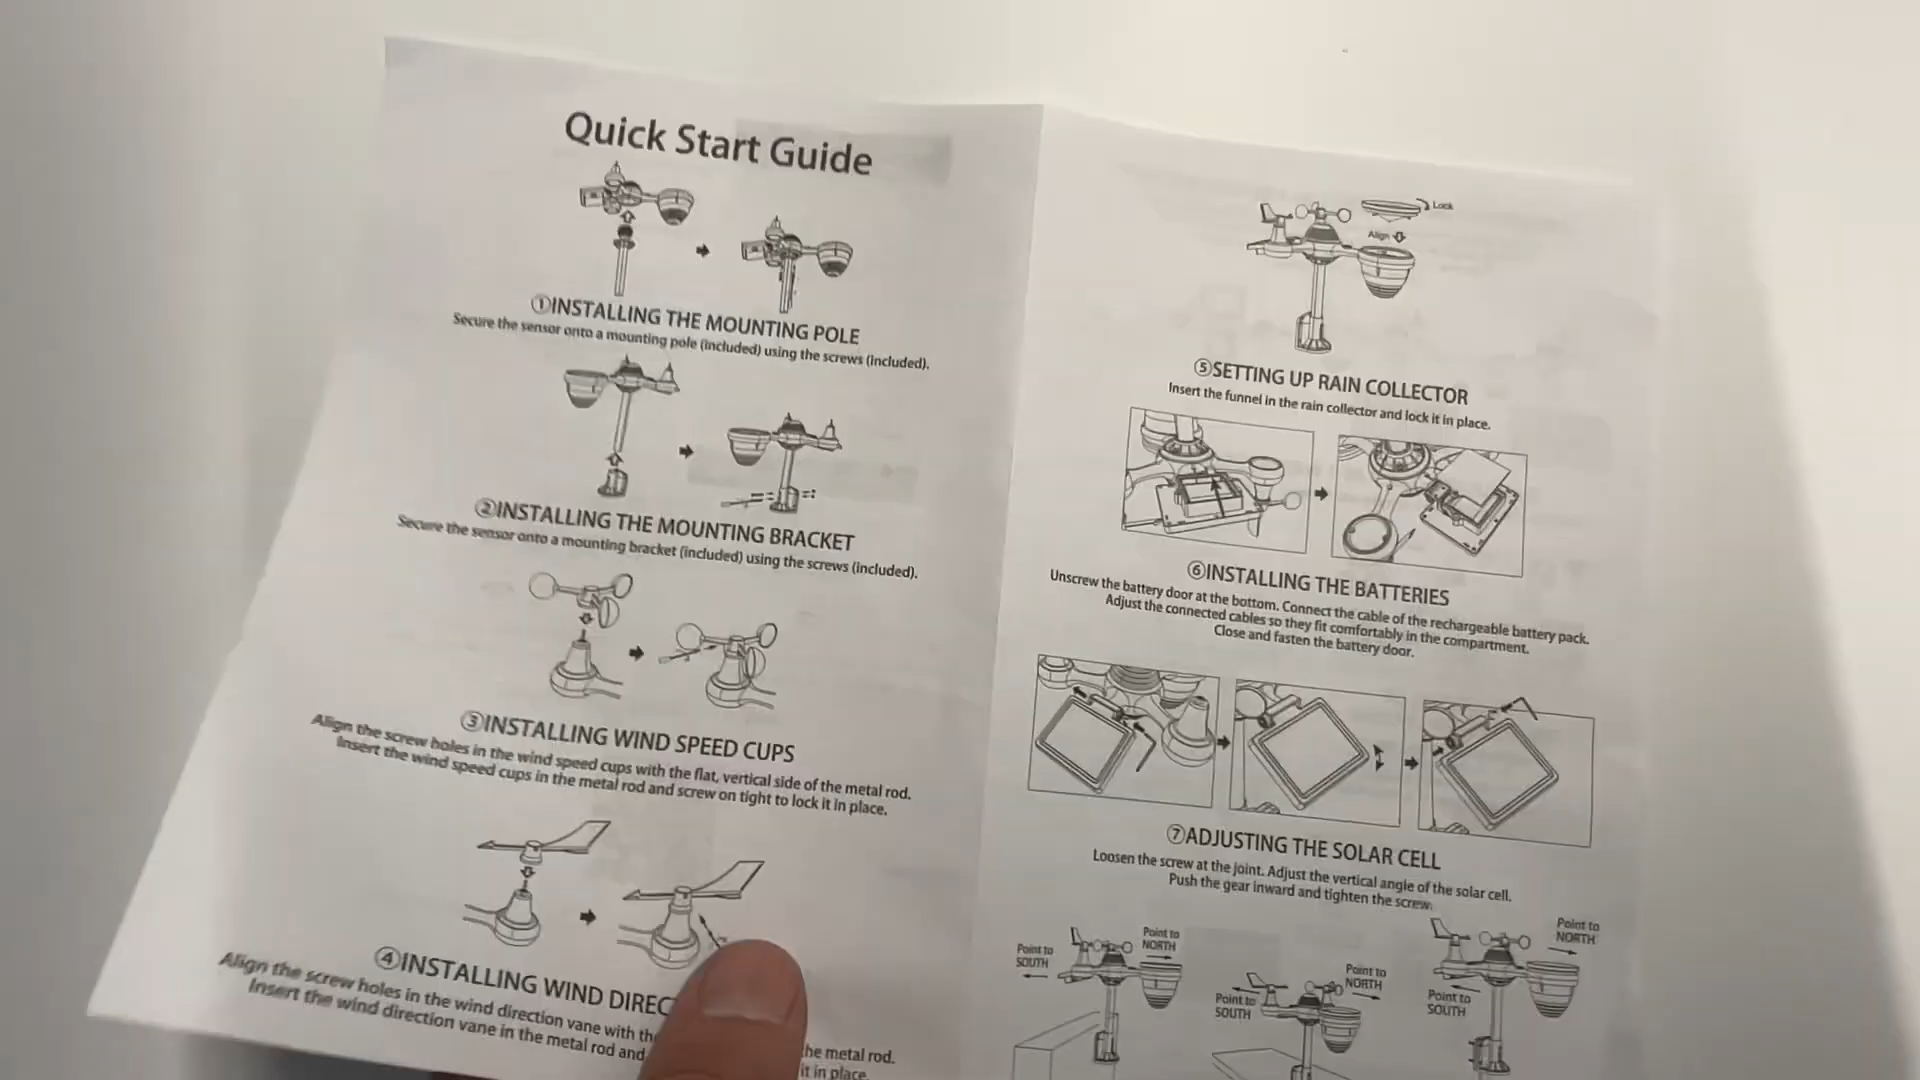 Quick Start Guide
①INSTALLING THE MOUNTING POLE
Secure the sensor onto a mounting pole (included) using the screws (included).
②INSTALLING THE MOUNTING BRACKET
Secure the sensor onto a mounting bracket (included) using the screws (included).
③INSTALLING WIND SPEED CUPS
Align the screw holes in the wind speed cups with the flat, vertical side of the metal rod.
Insert the wind speed cups in the metal rod and screw on tight to lock it in place.
④INSTALLING WIND DIREC
Align the screw holes in the wind direction vane with the metal rod.
Insert the wind direction vane in the metal rod and it in place.
Lock
Align
⑤SETTING UP RAIN COLLECTOR
Insert the funnel in the rain collector and lock it in place.
⑥INSTALLING THE BATTERIES
Unscrew the battery door at the bottom. Connect the cable of the rechargeable battery pack.
Adjust the connected cables so they fit comfortably in the compartment.
Close and fasten the battery door.
⑦ADJUSTING THE SOLAR CELL
Loosen the screw at the joint. Adjust the vertical angle of the solar cell.
Push the gear inward and tighten the screw.
Point to
SOUTH
Point to
NORTH
Point to
SOUTH
Point to
NORTH
Point to
SOUTH
Point to
NORTH